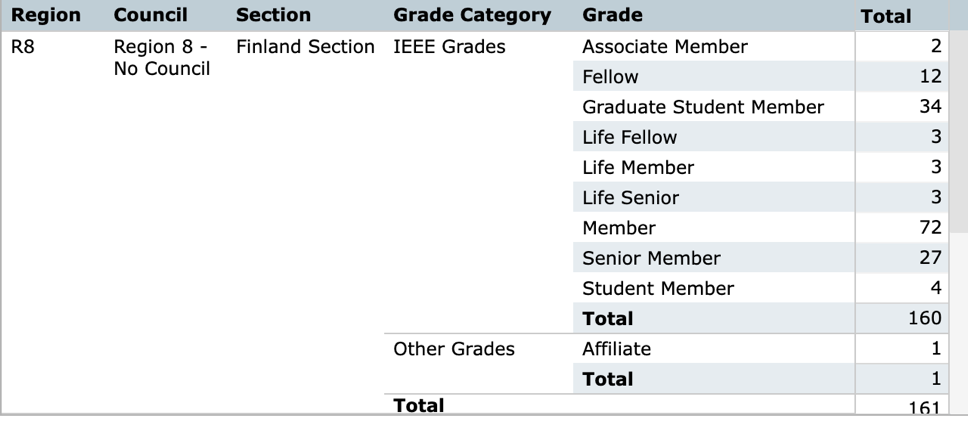 Region Council Section Grade Category Grade Total
R8 Region 8 - Finland Section IEEE Grades Associate Member 2
No Council
Fellow 12
Graduate Student Member 34
Life Fellow 3
Life Member 3
Life Senior 3
Member 72
Senior Member 27
Student Member 4
Total 160
Other Grades Affiliate 1
Total 1
Total 161